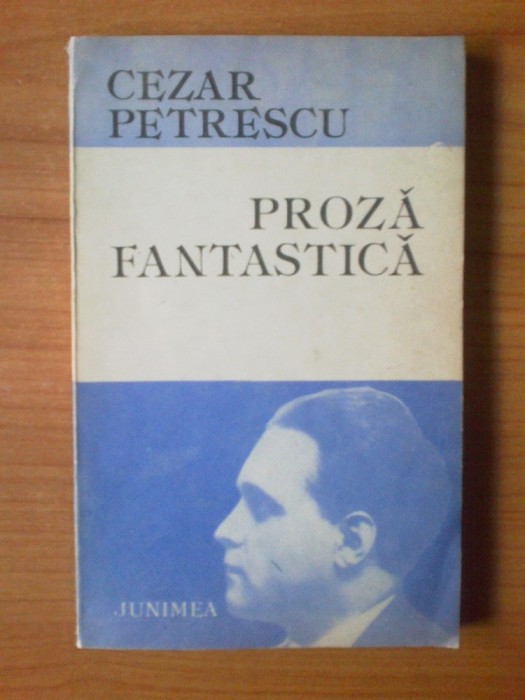 CEZAR
PETRESCU
PROZĂ
FANTASTICĂ
JUNIMEA